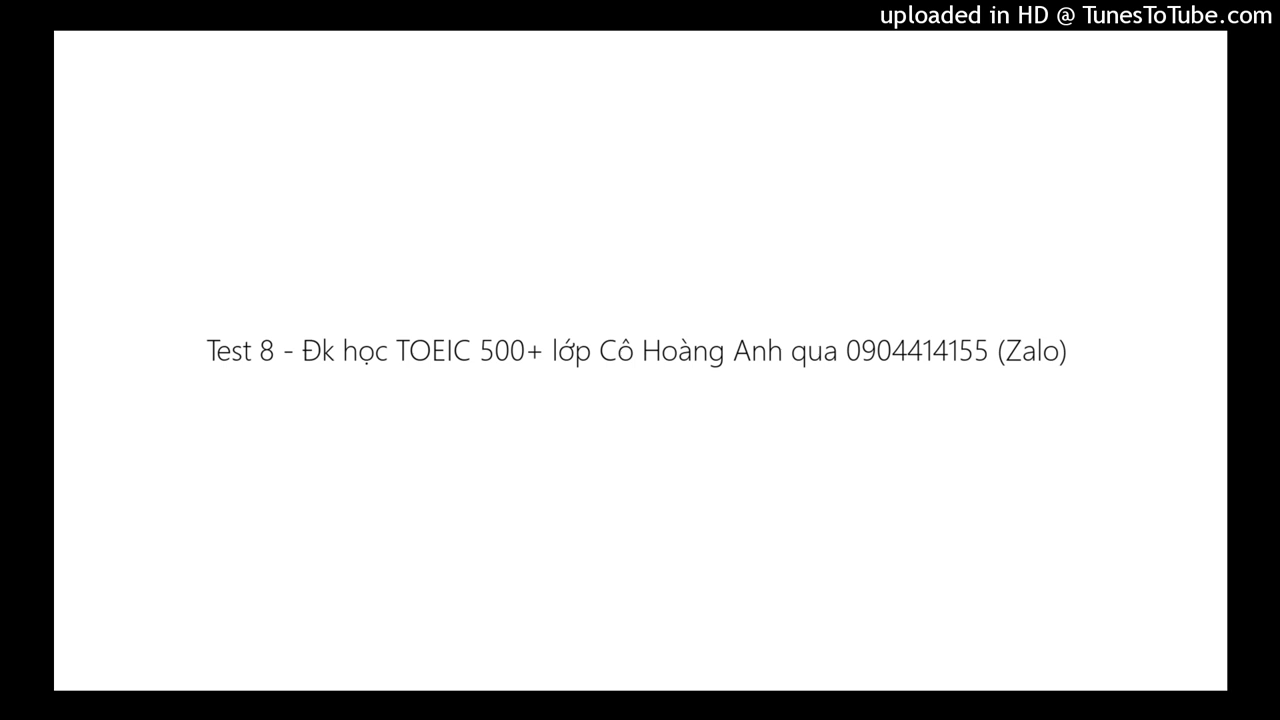 uploaded in HD @ TunesToTube.com
Test 8 - Đk học TOEIC 500+ lớp Cô Hoàng Anh qua 0904414155 (Zalo)